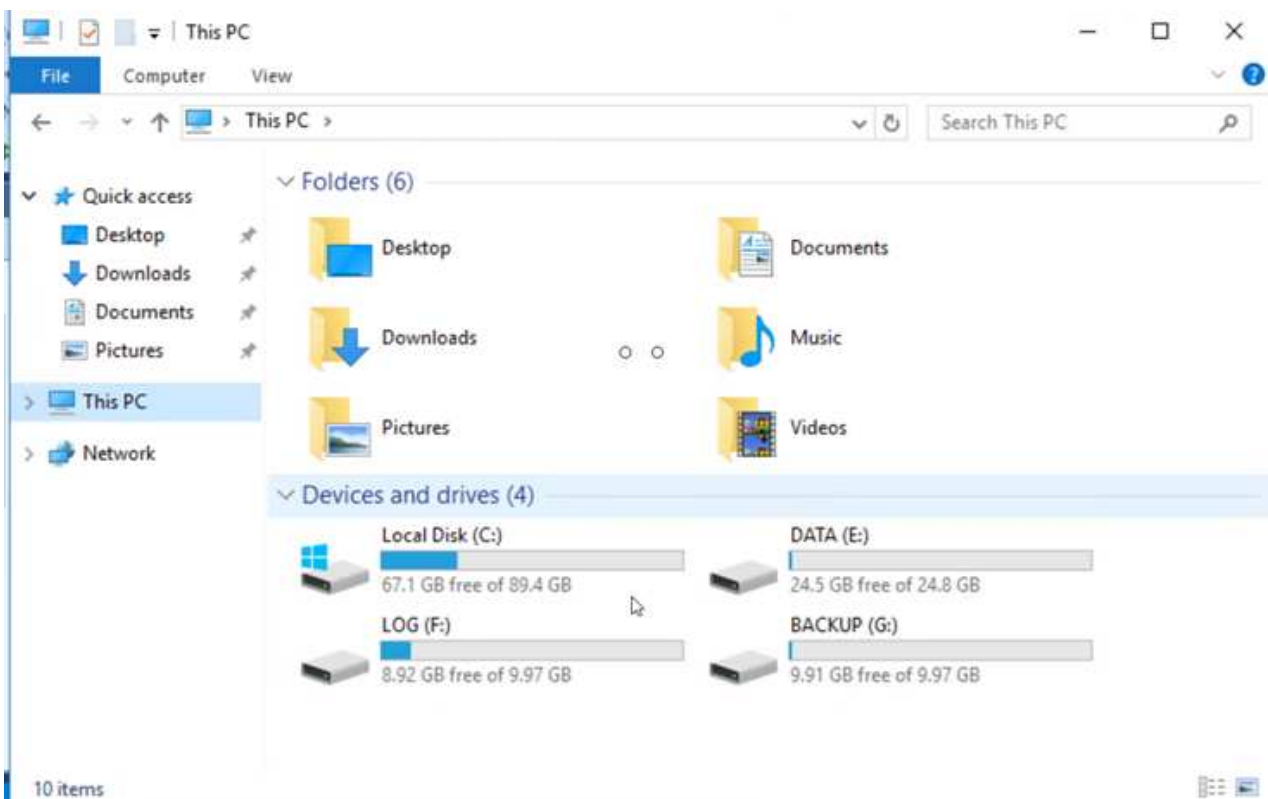 This PC
File Computer View
This PC
Search This PC
Quick access
Desktop
Downloads
Documents
Pictures
This PC
Network
Folders (6)
Desktop
Documents
Downloads
Music
Pictures
Videos
Devices and drives (4)
Local Disk (C:)
67.1 GB free of 89.4 GB
DATA (E:)
24.5 GB free of 24.8 GB
LOG (F:)
8.92 GB free of 9.97 GB
BACKUP (G:)
9.91 GB free of 9.97 GB
10 items